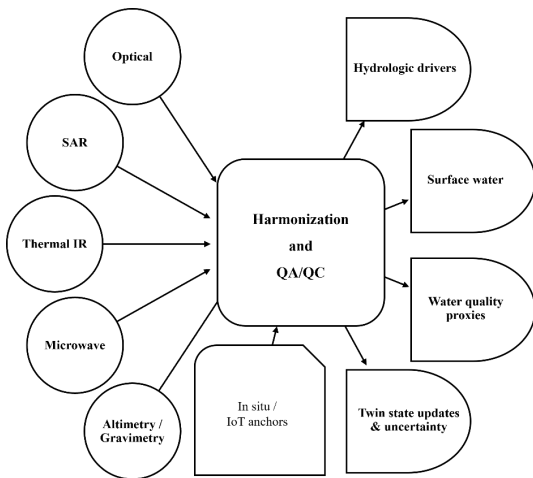 Optical
SAR
Thermal IR
Microwave
Altimetry /
Gravimetry
Harmonization
and
QA/QC
In situ /
IoT anchors
Hydrologic drivers
Surface water
Water quality
proxies
Twin state updates
& uncertainty